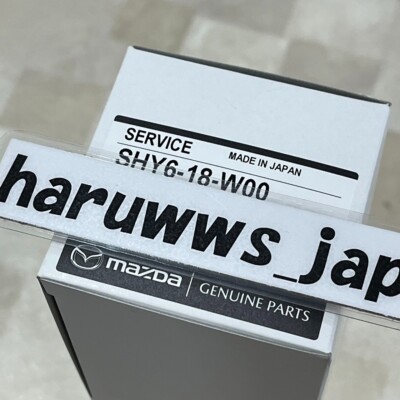 SERVICE
MADE IN JAPAN
SHY6-18-W00
haruwws_jap
mazda
GENUINE PARTS